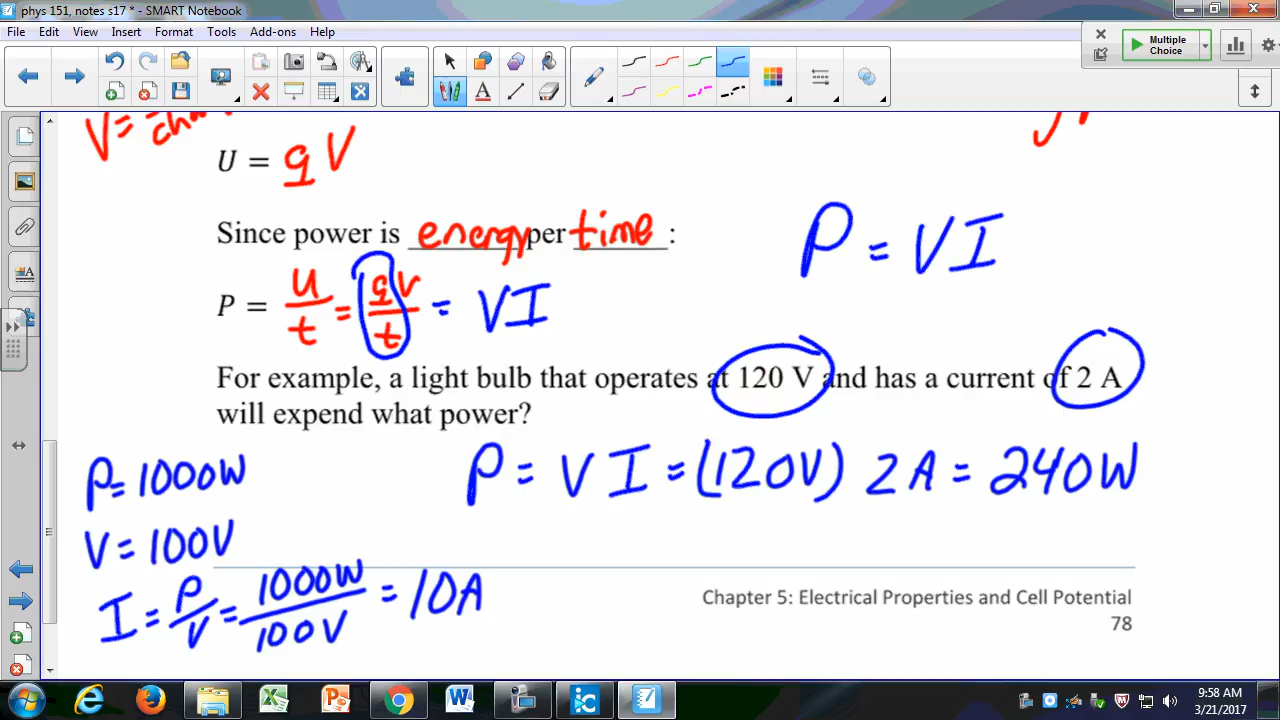 phys 151, notes s17 * - SMART Notebook
File Edit View Insert Format Tools Add-ons Help
Multiple Choice
V =
U = qV
Since power is energy per time :
P = u/t = qV/t = VI
P = VI
For example, a light bulb that operates at 120 V and has a current of 2 A
will expend what power?
P = VI = (120V) 2A = 240W
P = 1000W
V = 100V
I = P/V = 1000W/100V = 10A
Chapter 5: Electrical Properties and Cell Potential
78
9:58 AM
3/21/2017